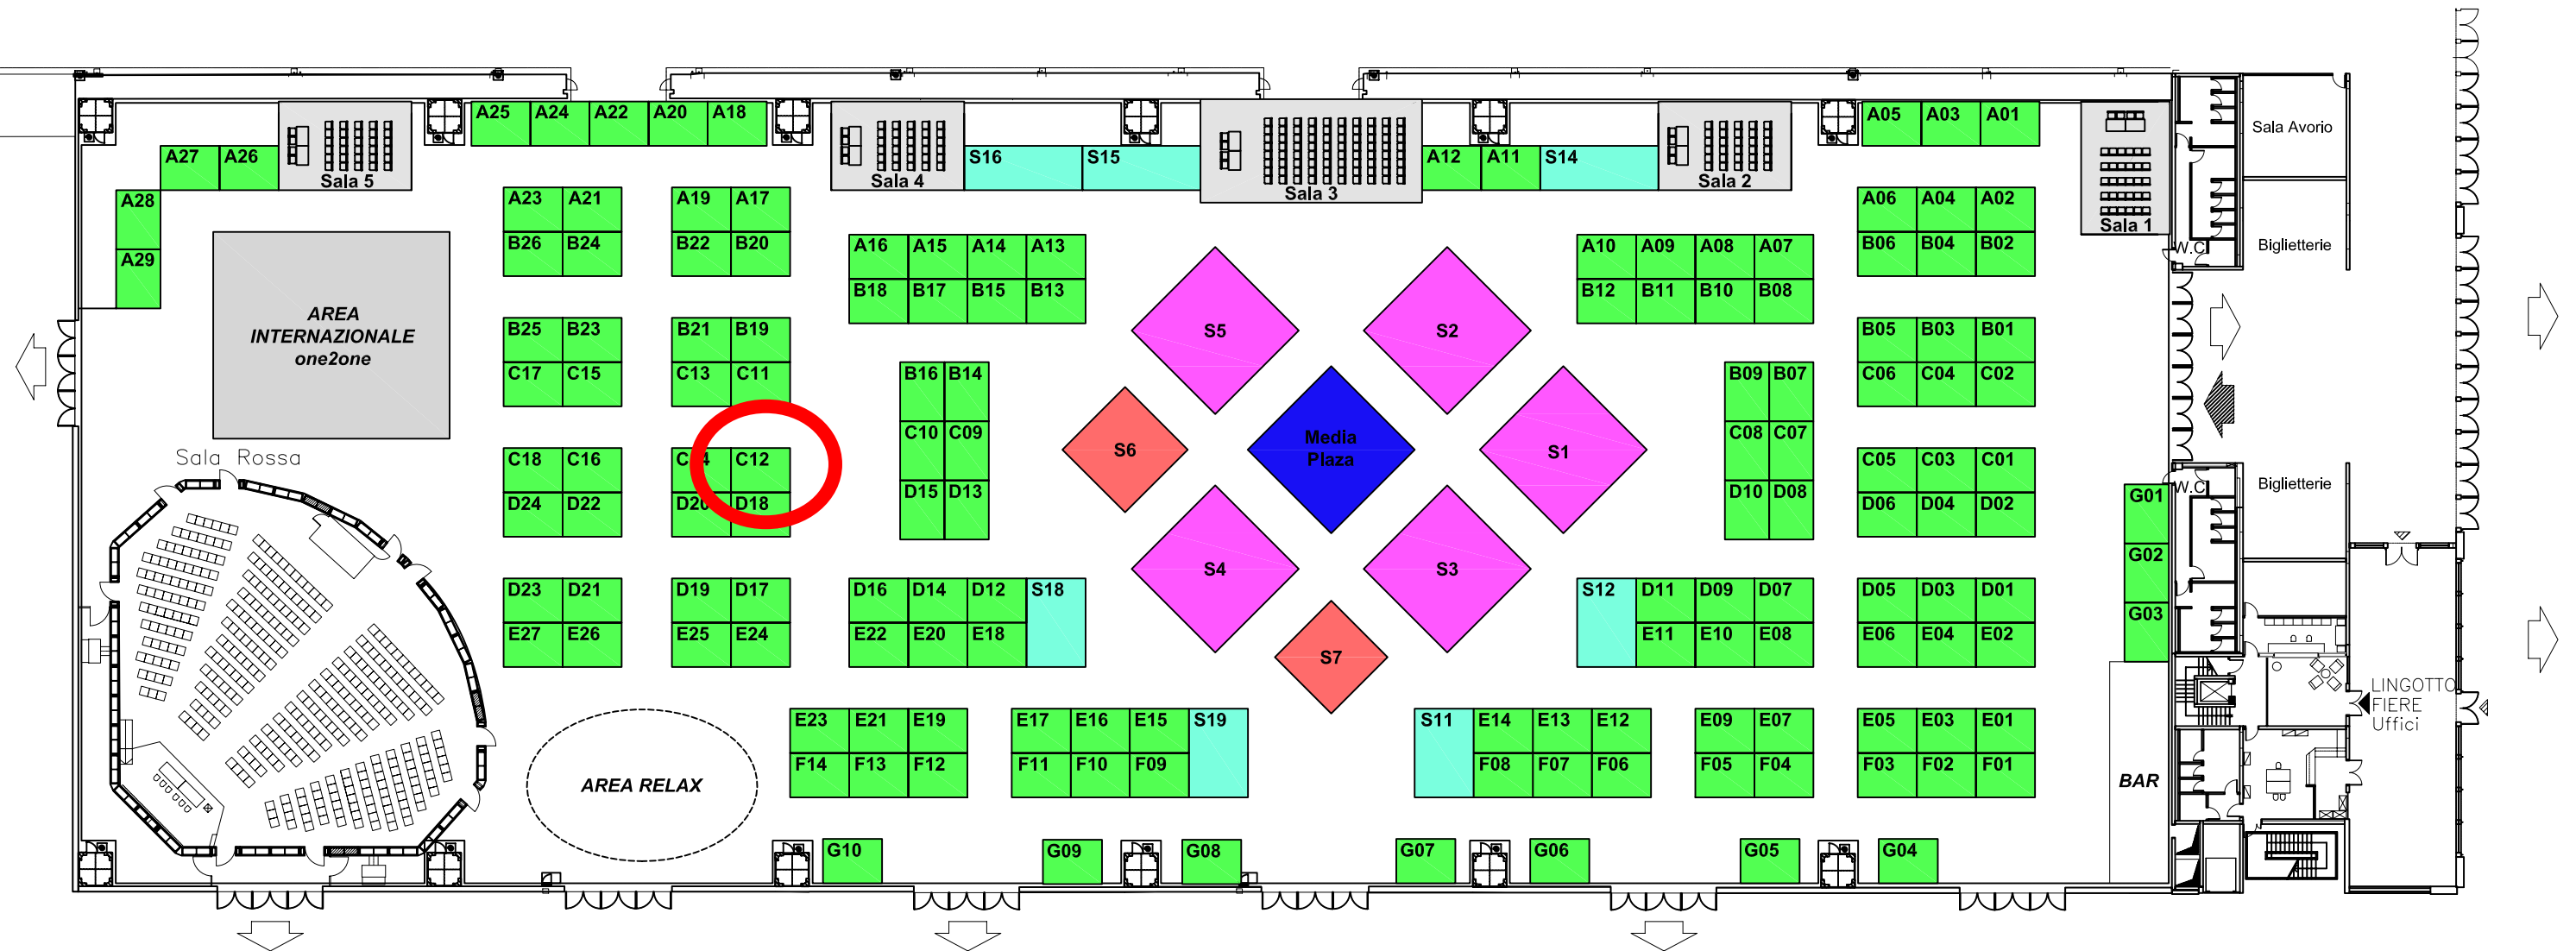 A25 A24 A22 A20 A18
A05 A03 A01
Sala Avorio
A27 A26
Sala 5
Sala 4
S16 S15
Sala 3
A12 A11 S14
Sala 2
Sala 1
A28
A29
A23 A21
B26 B24
A19 A17
B22 B20
A16 A15 A14 A13
B18 B17 B15 B13
A10 A09 A08 A07
B12 B11 B10 B08
A06 A04 A02
B06 B04 B02
W.C
Biglietterie
AREA
INTERNAZIONALE
one2one
B25 B23
C17 C15
B21 B19
C13 C11
B16 B14
C10 C09
D15 D13
S5
S2
S6
Media
Plaza
S1
S4
S3
S7
B09 B07
C08 C07
D10 D08
B05 B03 B01
C06 C04 C02
Sala Rossa
C18 C16
D24 D22
C14 C12
D20 D18
C05 C03 C01
D06 D04 D02
W.C
Biglietterie
G01
G02
G03
D23 D21
E27 E26
D19 D17
E25 E24
D16 D14 D12 S18
E22 E20 E18
S12 D11 D09 D07
E11 E10 E08
D05 D03 D01
E06 E04 E02
LINGOTTO
FIERE
Uffici
AREA RELAX
E23 E21 E19
F14 F13 F12
E17 E16 E15 S19
F11 F10 F09
S11 E14 E13 E12
F08 F07 F06
E09 E07
F05 F04
E05 E03 E01
F03 F02 F01
BAR
G10 G09 G08 G07 G06 G05 G04